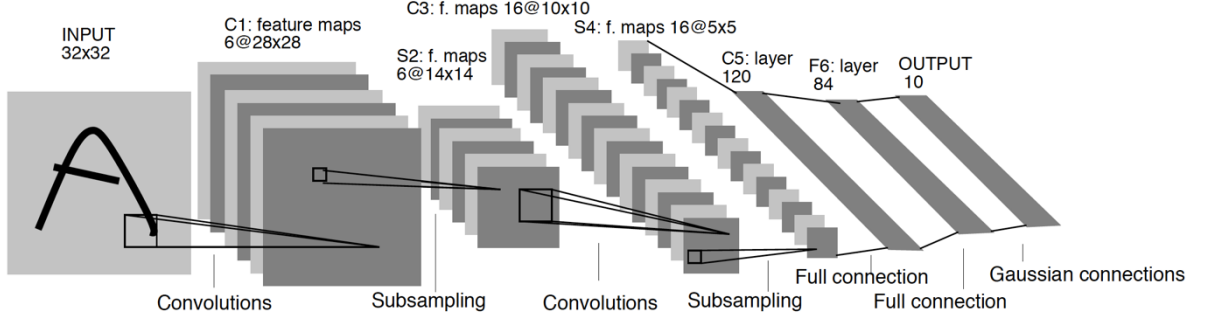 INPUT
32x32
C1: feature maps
6@28x28
S2: f. maps
6@14x14
C3: f. maps 16@10x10
S4: f. maps 16@5x5
C5: layer
120
F6: layer
84
OUTPUT
10
Convolutions
Subsampling
Convolutions
Subsampling
Full connection
Full connection
Gaussian connections
A